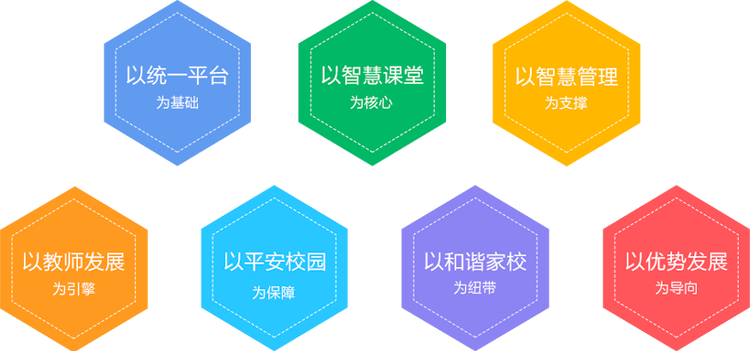 以统一平台
为基础
以智慧课堂
为核心
以智慧管理
为支撑
以教师发展
为引擎
以平安校园
为保障
以和谐家校
为纽带
以优势发展
为导向